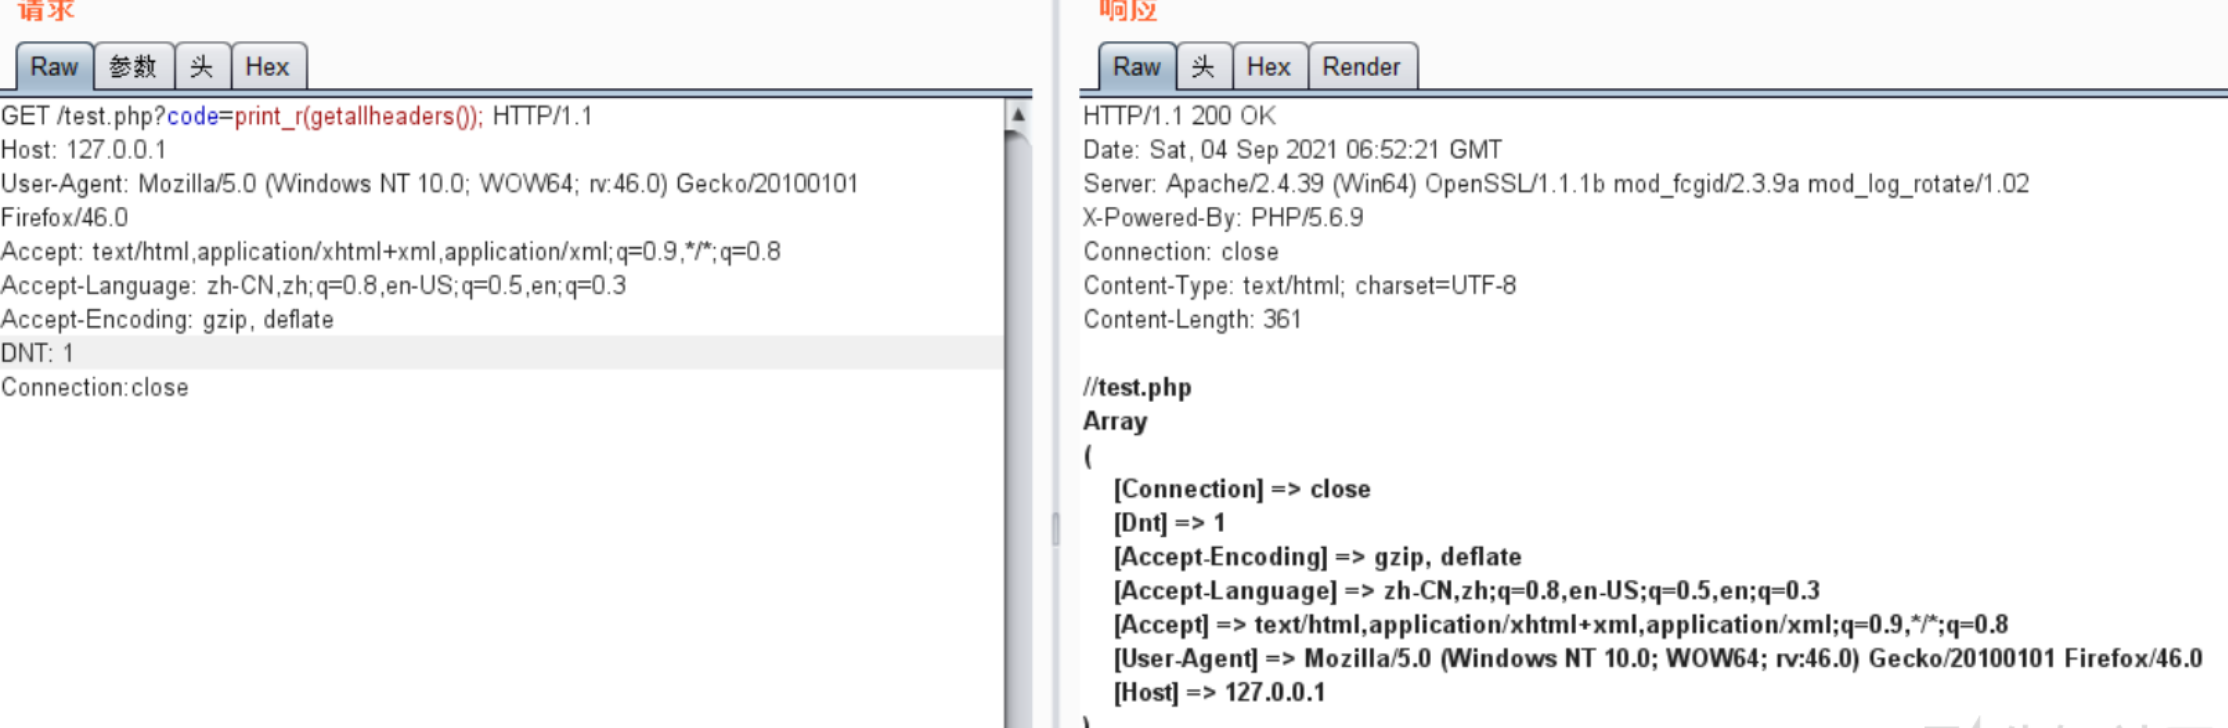 请求
Raw 参数 头 Hex
GET /test.php?code=print_r(getallheaders()); HTTP/1.1
Host: 127.0.0.1
User-Agent: Mozilla/5.0 (Windows NT 10.0; WOW64; rv:46.0) Gecko/20100101
Firefox/46.0
Accept: text/html,application/xhtml+xml,application/xml;q=0.9,*/*;q=0.8
Accept-Language: zh-CN,zh;q=0.8,en-US;q=0.5,en;q=0.3
Accept-Encoding: gzip, deflate
DNT: 1
Connection:close
响应
Raw 头 Hex Render
HTTP/1.1 200 OK
Date: Sat, 04 Sep 2021 06:52:21 GMT
Server: Apache/2.4.39 (Win64) OpenSSL/1.1.1b mod_fcgid/2.3.9a mod_log_rotate/1.02
X-Powered-By: PHP/5.6.9
Connection: close
Content-Type: text/html; charset=UTF-8
Content-Length: 361
//test.php
Array
(
[Connection] => close
[Dnt] => 1
[Accept-Encoding] => gzip, deflate
[Accept-Language] => zh-CN,zh;q=0.8,en-US;q=0.5,en;q=0.3
[Accept] => text/html,application/xhtml+xml,application/xml;q=0.9,*/*;q=0.8
[User-Agent] => Mozilla/5.0 (Windows NT 10.0; WOW64; rv:46.0) Gecko/20100101 Firefox/46.0
[Host] => 127.0.0.1
)